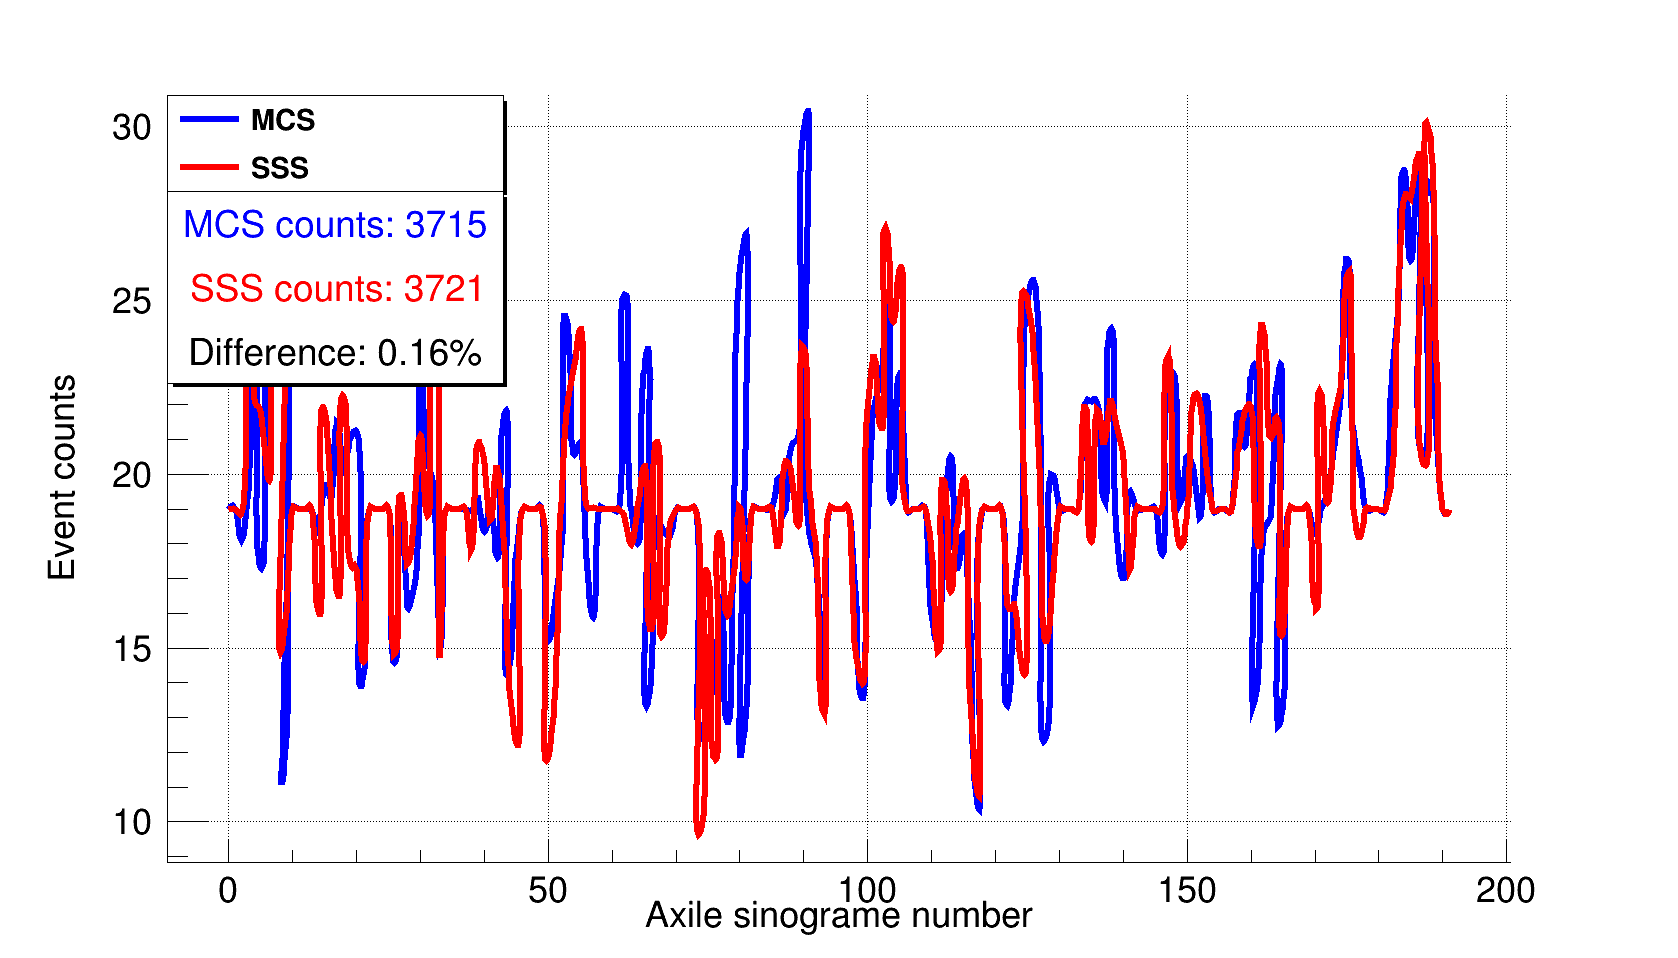 MCS
SSS
MCS counts: 3715
SSS counts: 3721
Difference: 0.16%
Event counts
30
25
20
15
10
0 50 100 150 200
Axile sinograme number